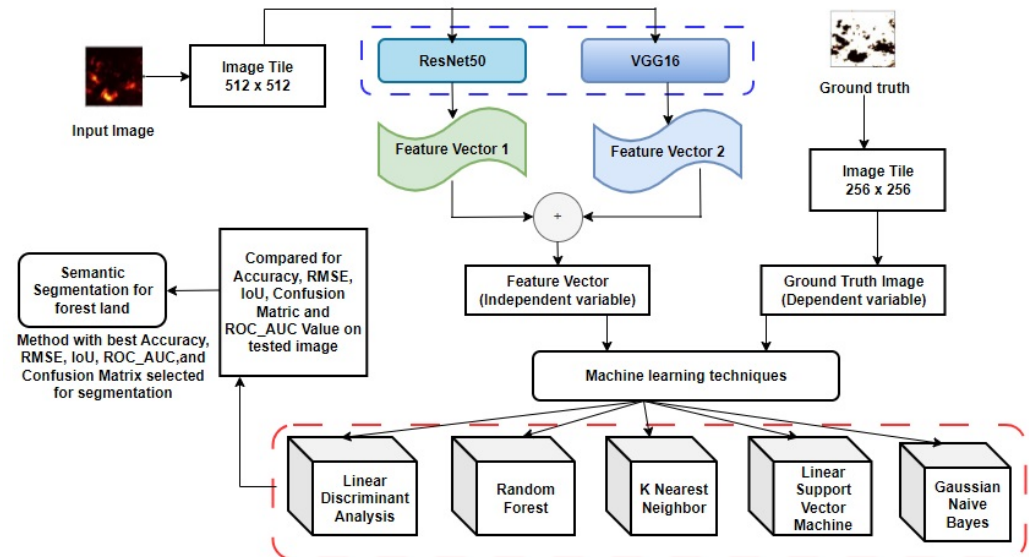 Input Image
Image Tile
512 x 512
ResNet50
VGG16
Feature Vector 1
Feature Vector 2
+
Ground truth
Image Tile
256 x 256
Feature Vector
(Independent variable)
Ground Truth Image
(Dependent variable)
Machine learning techniques
Linear
Discriminant
Analysis
Random
Forest
K Nearest
Neighbor
Linear
Support
Vector
Machine
Gaussian
Naive
Bayes
Compared for
Accuracy, RMSE,
IoU, Confusion
Matric and
ROC_AUC Value on
tested image
Semantic
Segmentation for
forest land
Method with best Accuracy,
RMSE, IoU, ROC_AUC,and
Confusion Matrix selected
for segmentation